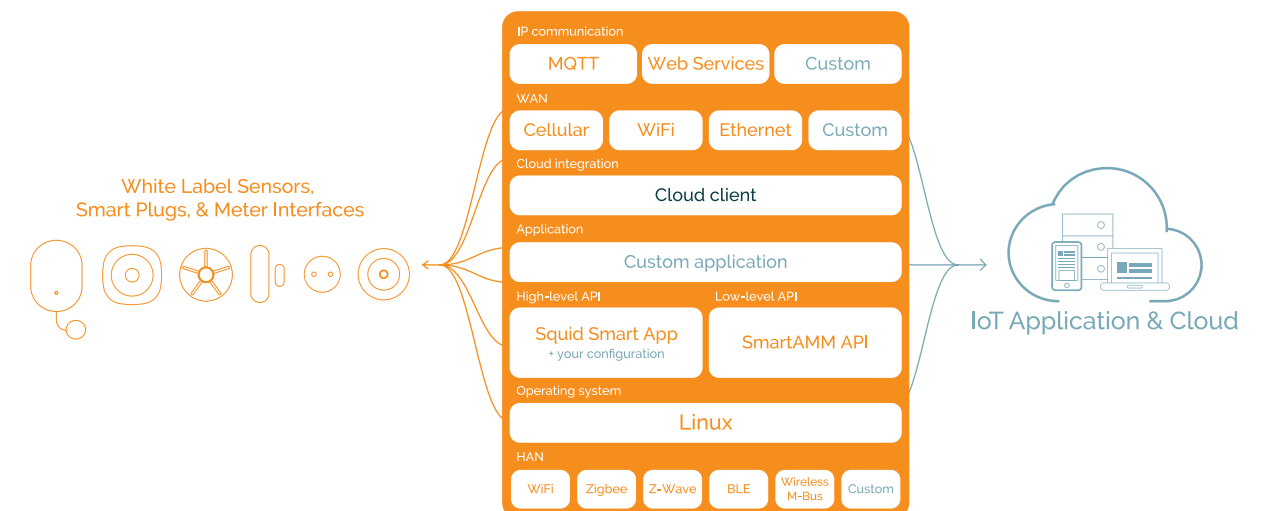 IP communication
MQTT
Web Services
Custom
WAN
Cellular
WiFi
Ethernet
Custom
Cloud integration
Cloud client
White Label Sensors,
Smart Plugs, & Meter Interfaces
Application
Custom application
High-level API
Low-level API
Squid Smart App
+ your configuration
SmartAMM API
IoT Application & Cloud
Operating system
Linux
HAN
WiFi
Zigbee
Z-Wave
BLE
Wireless
M-Bus
Custom